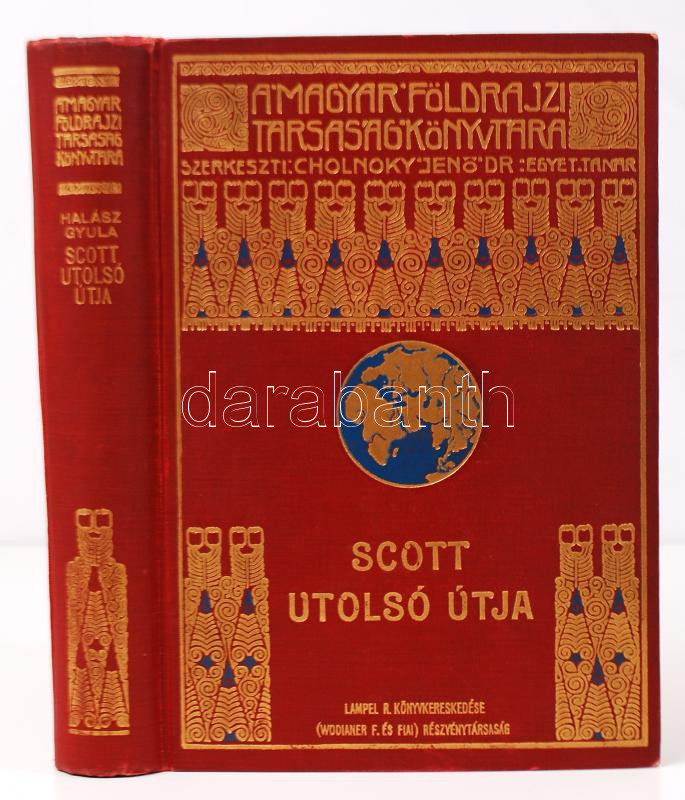 A MAGYAR
FÖLDRAJZI
TÁRSASÁG
KÖNYVTÁRA
HALÁSZ
GYULA
SCOTT
UTOLSÓ
ÚTJA
A MAGYAR FÖLDRAJZI
TÁRSASÁG KÖNYVTÁRA
SZERKESZTI: CHOLNOKY JENŐ DR: EGYET. TANÁR
darabanth
SCOTT
UTOLSÓ ÚTJA
LAMPEL R. KÖNYVKERESKEDÉSE
(WODIANER F. ÉS FIAI) RÉSZVÉNYTÁRSASÁG